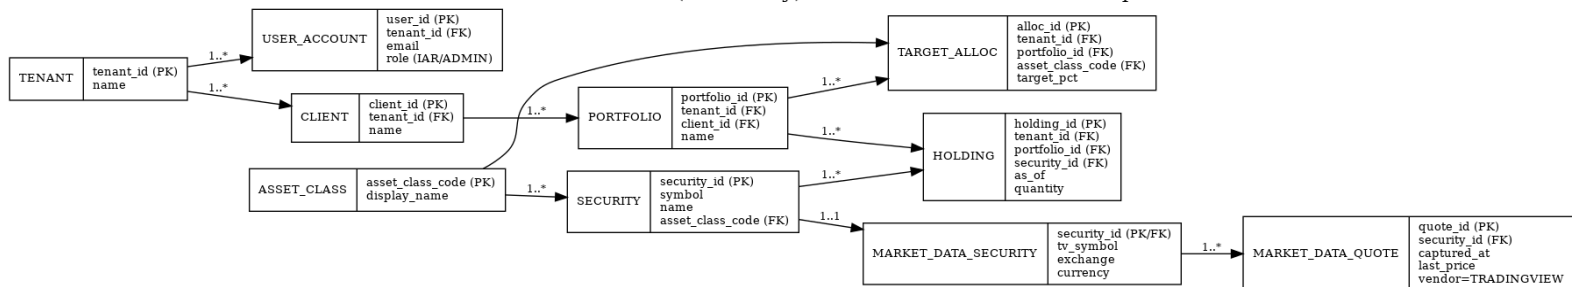 TENANT
tenant_id (PK)
name
1..*
1..*
USER_ACCOUNT
user_id (PK)
tenant_id (FK)
email
role (IAR/ADMIN)
CLIENT
client_id (PK)
tenant_id (FK)
name
1..*
PORTFOLIO
portfolio_id (PK)
tenant_id (FK)
client_id (FK)
name
1..*
1..*
TARGET_ALLOC
alloc_id (PK)
tenant_id (FK)
portfolio_id (FK)
asset_class_code (FK)
target_pct
ASSET_CLASS
asset_class_code (PK)
display_name
1..*
SECURITY
security_id (PK)
symbol
name
asset_class_code (FK)
1..*
1..1
HOLDING
holding_id (PK)
tenant_id (FK)
portfolio_id (FK)
security_id (FK)
as_of
quantity
MARKET_DATA_SECURITY
security_id (PK/FK)
tv_symbol
exchange
currency
1..*
MARKET_DATA_QUOTE
quote_id (PK)
security_id (FK)
captured_at
last_price
vendor=TRADINGVIEW